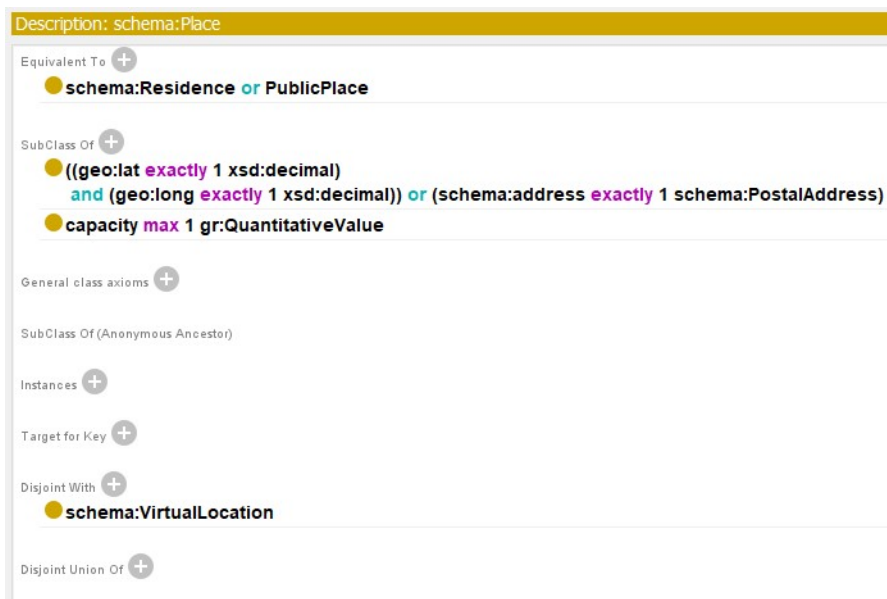 Description: schema:Place
Equivalent To
schema:Residence or PublicPlace
SubClass Of
((geo:lat exactly 1 xsd:decimal)
and (geo:long exactly 1 xsd:decimal)) or (schema:address exactly 1 schema:PostalAddress)
capacity max 1 gr:QuantitativeValue
General class axioms
SubClass Of (Anonymous Ancestor)
Instances
Target for Key
Disjoint With
schema:VirtualLocation
Disjoint Union Of